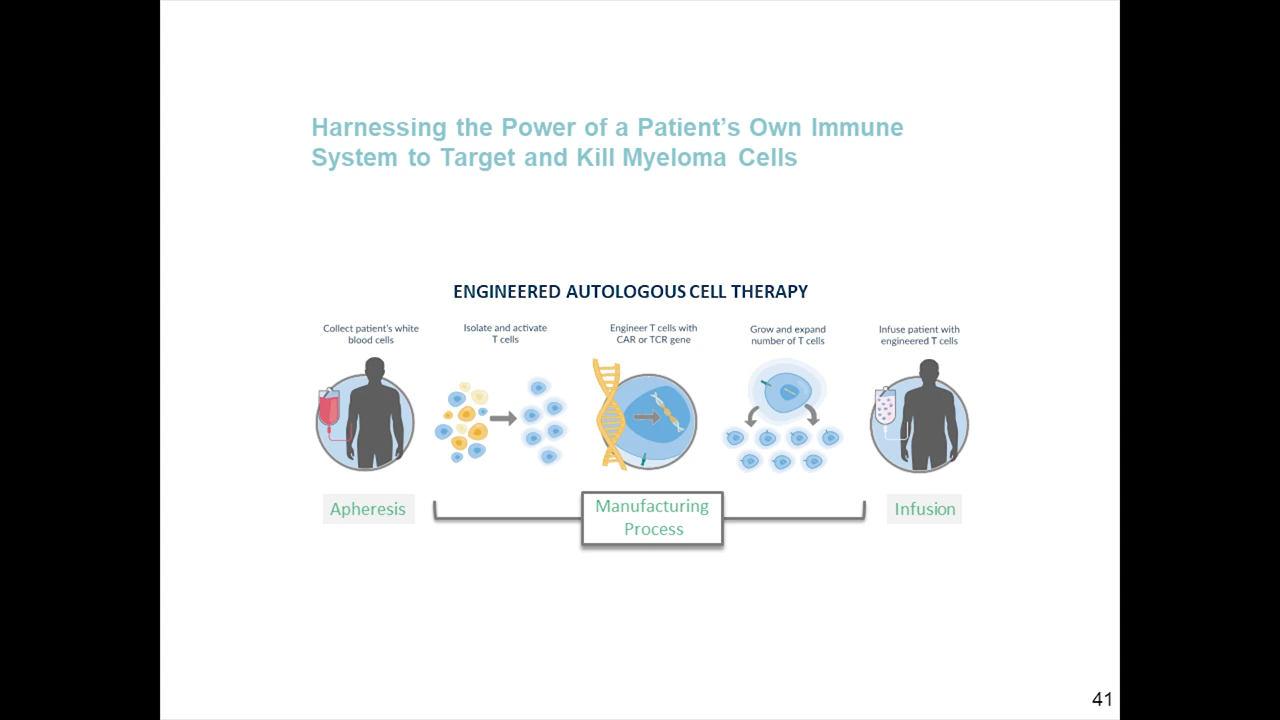 Harnessing the Power of a Patient's Own Immune
System to Target and Kill Myeloma Cells
ENGINEERED AUTOLOGOUS CELL THERAPY
Collect patient's white
blood cells
Isolate and activate
T cells
Engineer T cells with
CAR or TCR gene
Grow and expand
number of T cells
Infuse patient with
engineered T cells
Apheresis
Manufacturing
Process
Infusion
41